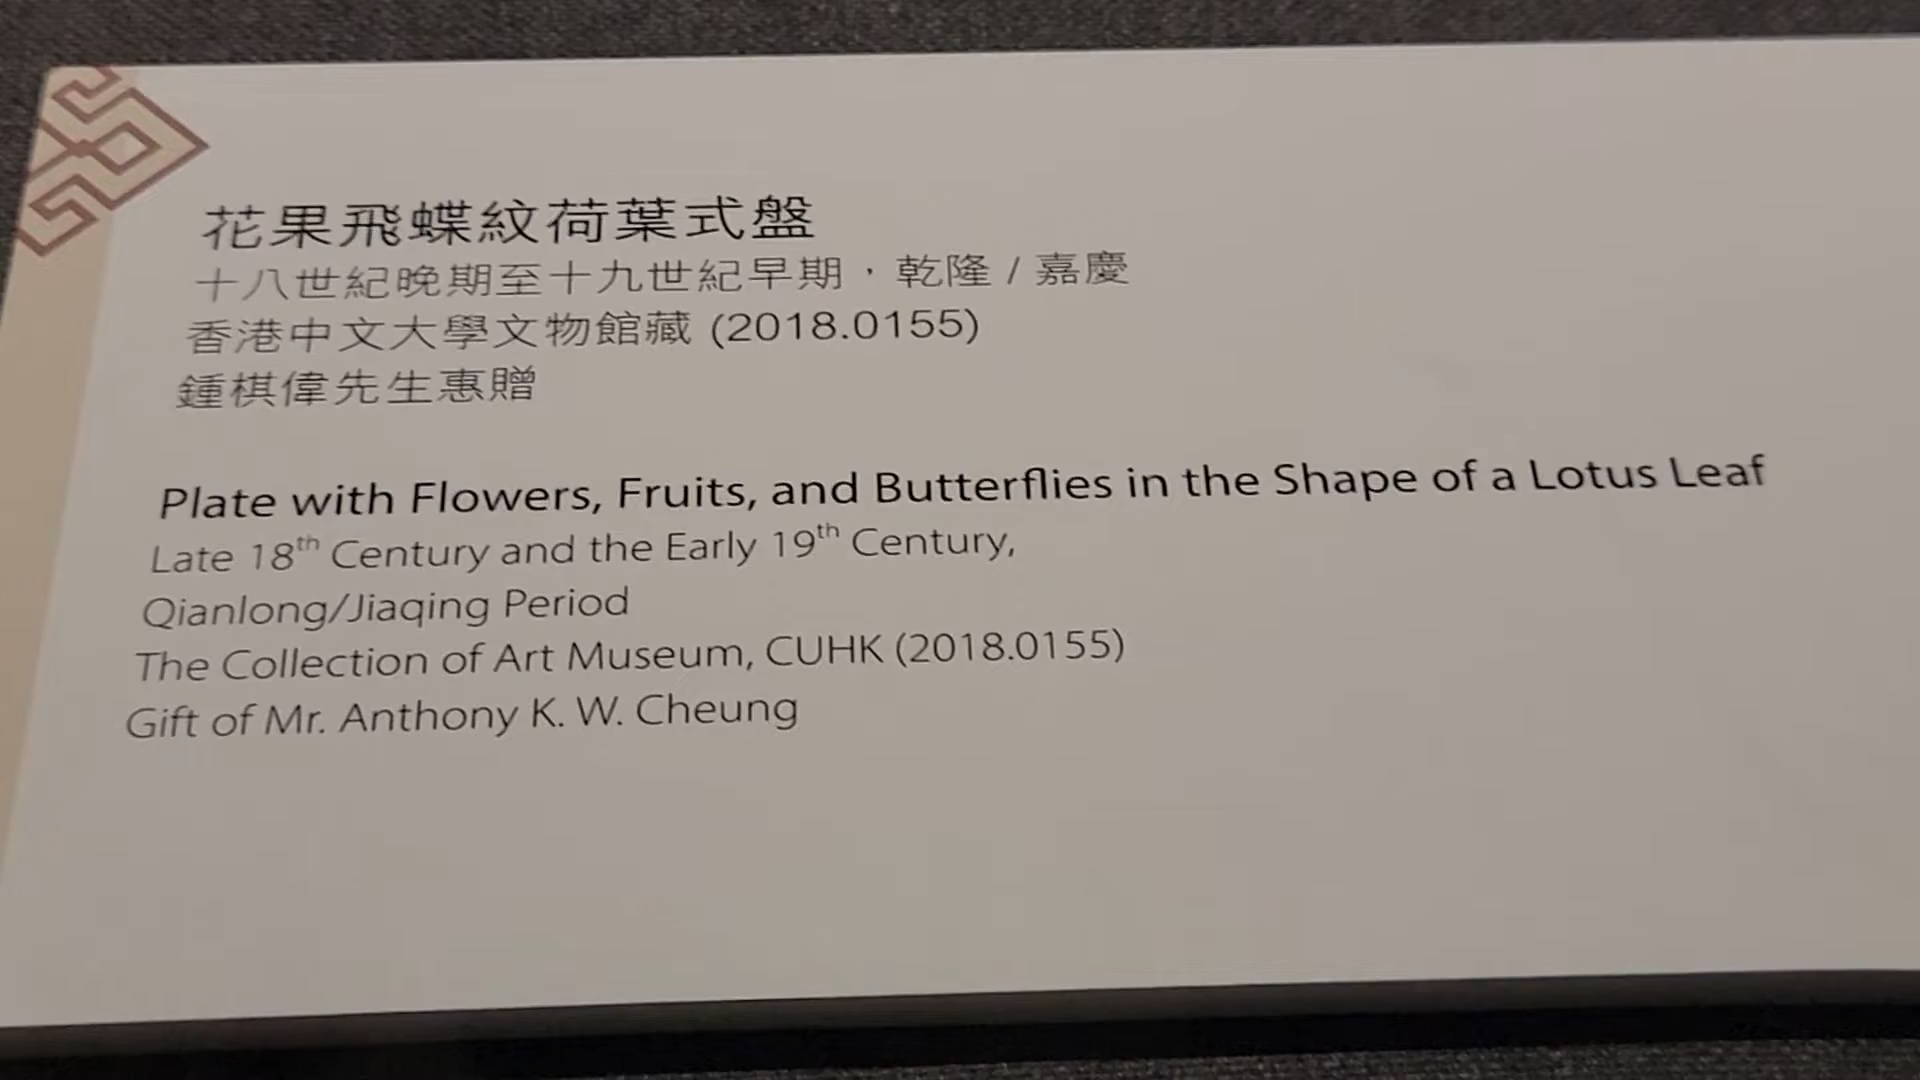 花果飛蝶紋荷葉式盤
十八世紀晚期至十九世紀早期，乾隆 / 嘉慶
香港中文大學文物館藏 (2018.0155)
鍾棋偉先生惠贈
Plate with Flowers, Fruits, and Butterflies in the Shape of a Lotus Leaf
Late 18th Century and the Early 19th Century,
Qianlong/Jiaqing Period
The Collection of Art Museum, CUHK (2018.0155)
Gift of Mr. Anthony K. W. Cheung